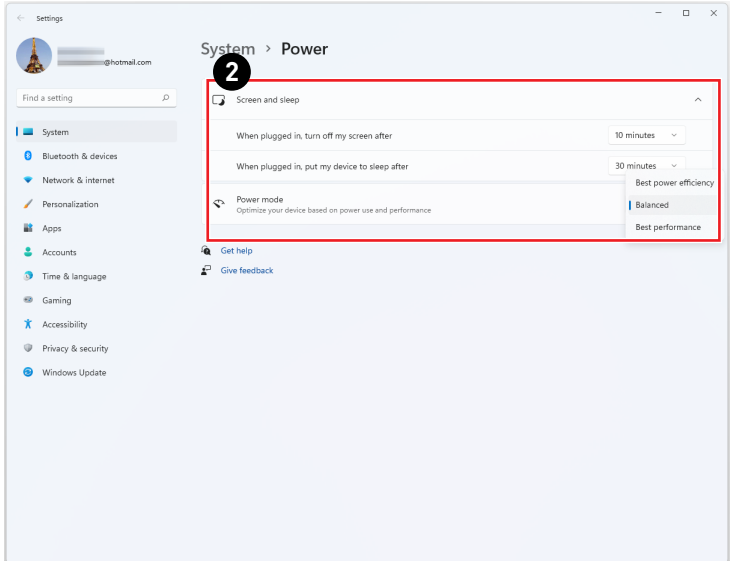 Settings
@hotmail.com
System > Power
2
Find a setting
Screen and sleep
When plugged in, turn off my screen after
10 minutes
When plugged in, put my device to sleep after
30 minutes
Power mode
Optimize your device based on power use and performance
Best power efficiency
Balanced
Best performance
Get help
Give feedback
System
Bluetooth & devices
Network & internet
Personalization
Apps
Accounts
Time & language
Gaming
Accessibility
Privacy & security
Windows Update